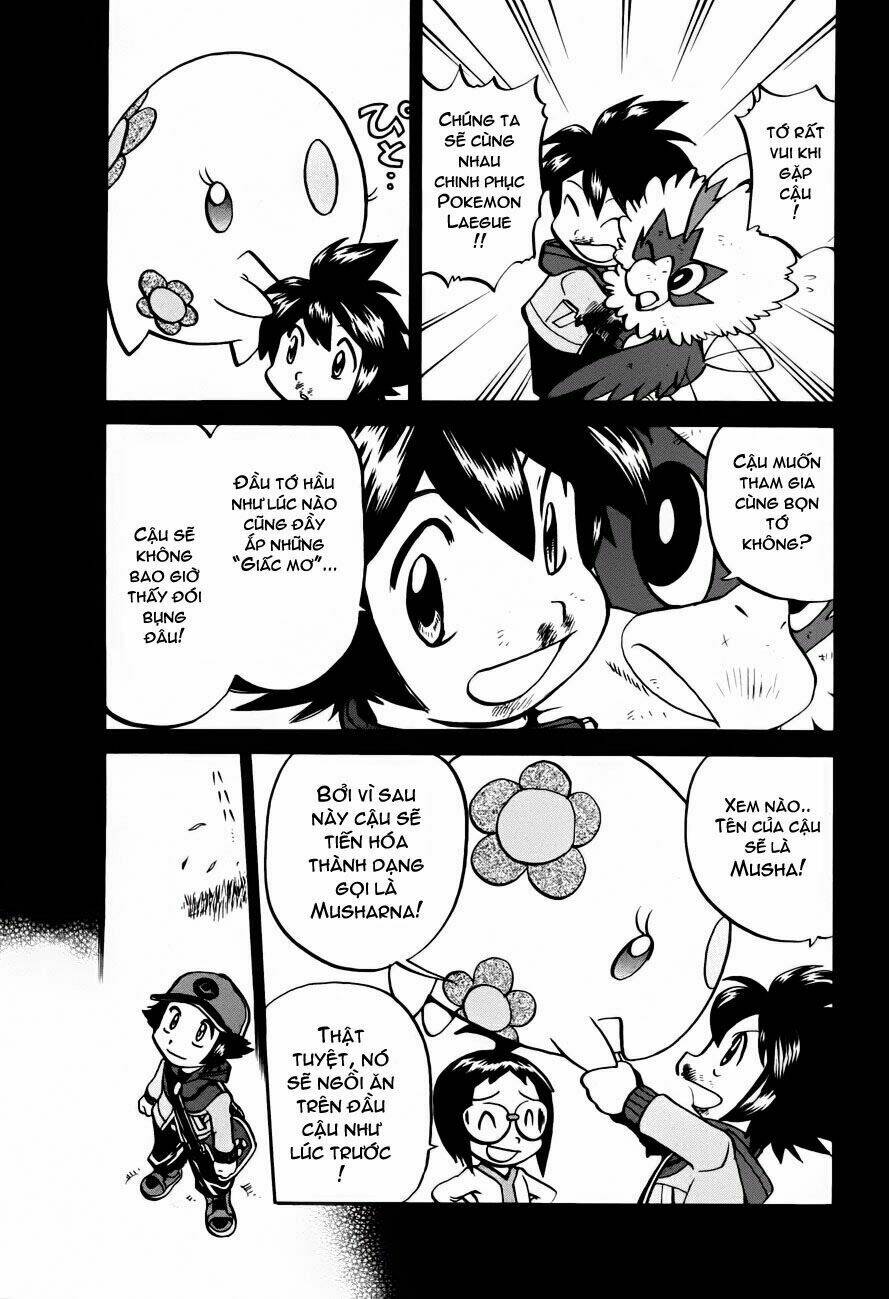 TỚ RẤT
VUI KHI
GẶP
CẬU
!
CHÚNG TA
SẼ CÙNG
NHAU
CHINH PHỤC
POKEMON
LAEGUE
!!
ぴと..
CẬU MUỐN
THAM GIA
CÙNG BỌN
TỚ
KHÔNG?
ĐẦU TỚ HẦU
NHƯ LÚC NÀO
CŨNG ĐẦY
ẮP NHỮNG
“GIẤC MƠ”...
CẬU SẼ
KHÔNG
BAO GIỜ
THẤY ĐÓI
BỤNG
ĐÂU!
XEM NÀO..
TÊN CỦA CẬU
SẼ LÀ
MUSHA!
BỞI VÌ SAU
NÀY CẬU SẼ
TIẾN HÓA
THÀNH DẠNG
GỌI LÀ
MUSHARNA!
THẬT
TUYỆT, NÓ
SẼ NGỒI ĂN
TRÊN ĐẦU
CẬU NHƯ
LÚC TRƯỚC
!